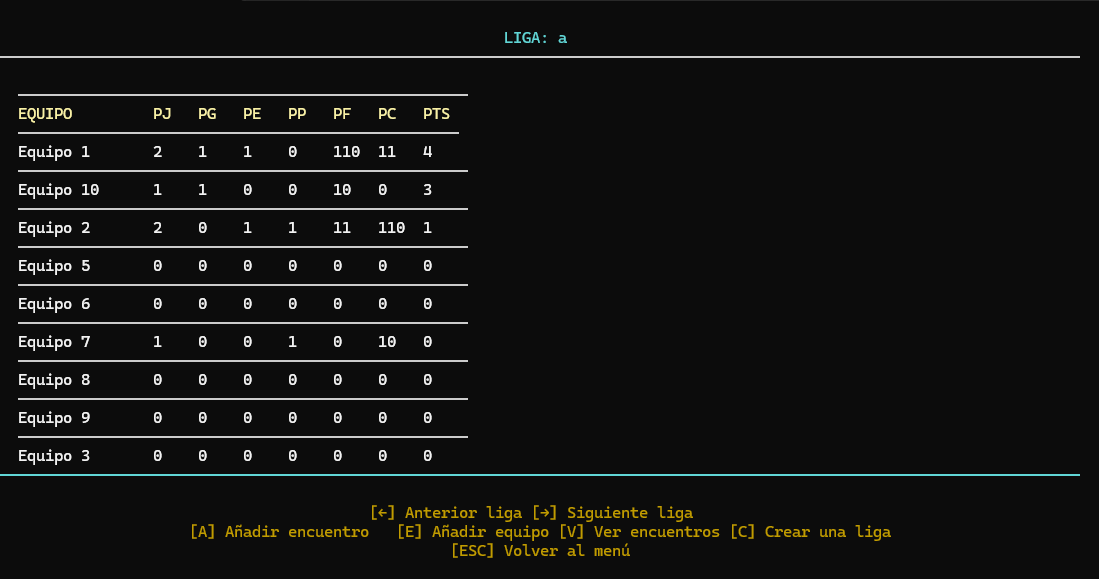 LIGA: a
EQUIPO PJ PG PE PP PF PC PTS
Equipo 1 2 1 1 0 110 11 4
Equipo 10 1 1 0 0 10 0 3
Equipo 2 2 0 1 1 11 110 1
Equipo 5 0 0 0 0 0 0 0
Equipo 6 0 0 0 0 0 0 0
Equipo 7 1 0 0 1 0 10 0
Equipo 8 0 0 0 0 0 0 0
Equipo 9 0 0 0 0 0 0 0
Equipo 3 0 0 0 0 0 0 0
[←] Anterior liga [→] Siguiente liga
[A] Añadir encuentro [E] Añadir equipo [V] Ver encuentros [C] Crear una liga
[ESC] Volver al menú